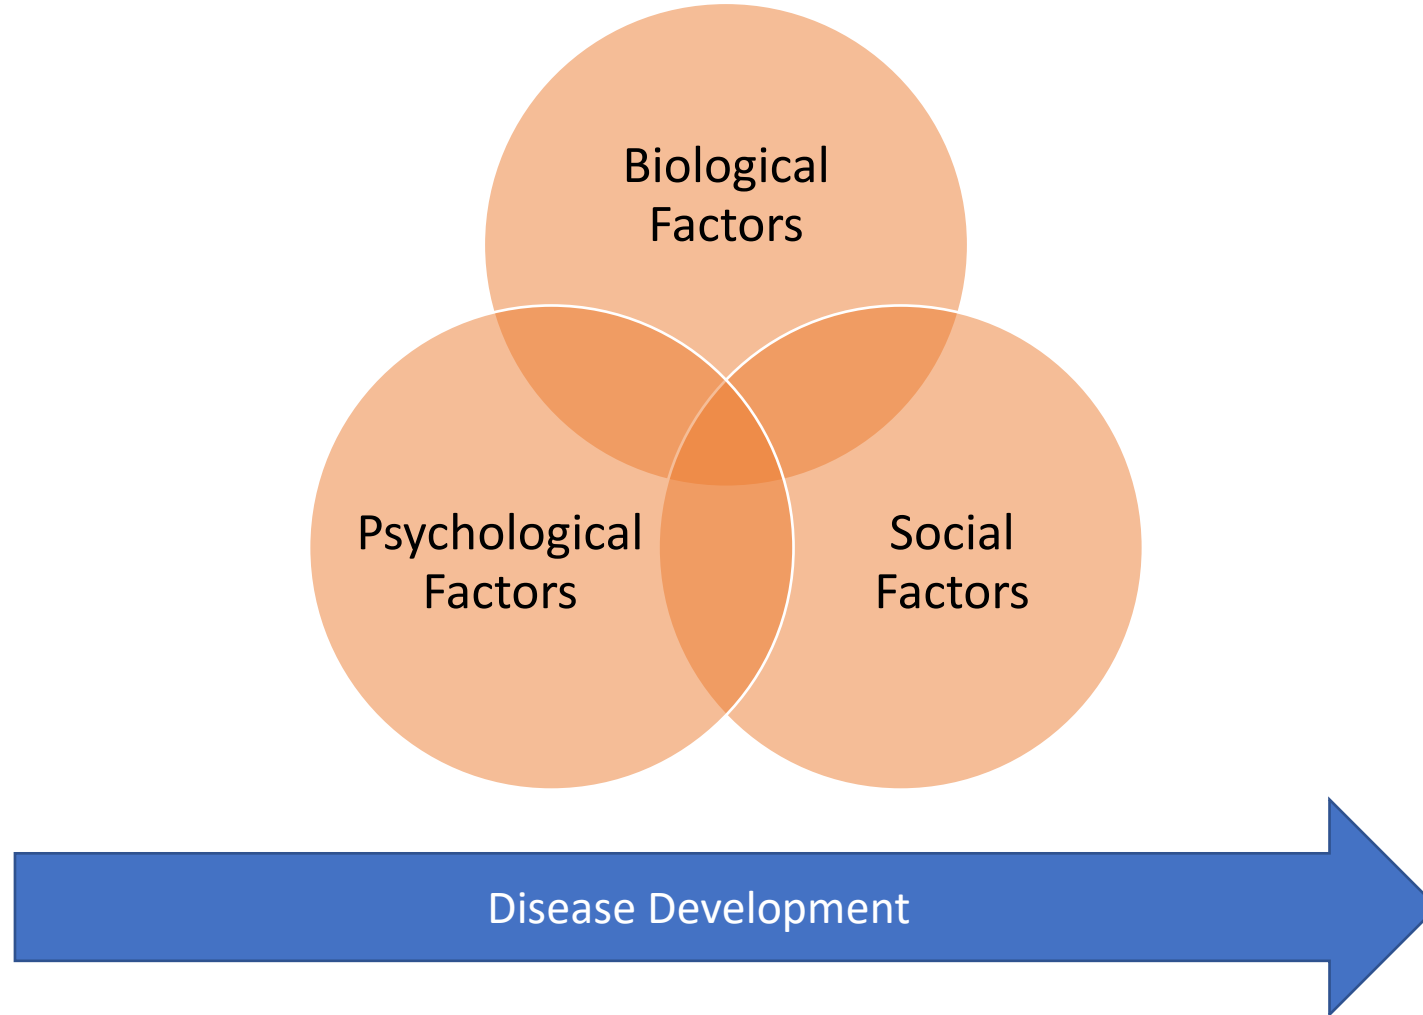 Biological
Factors
Psychological
Factors
Social
Factors
Disease Development